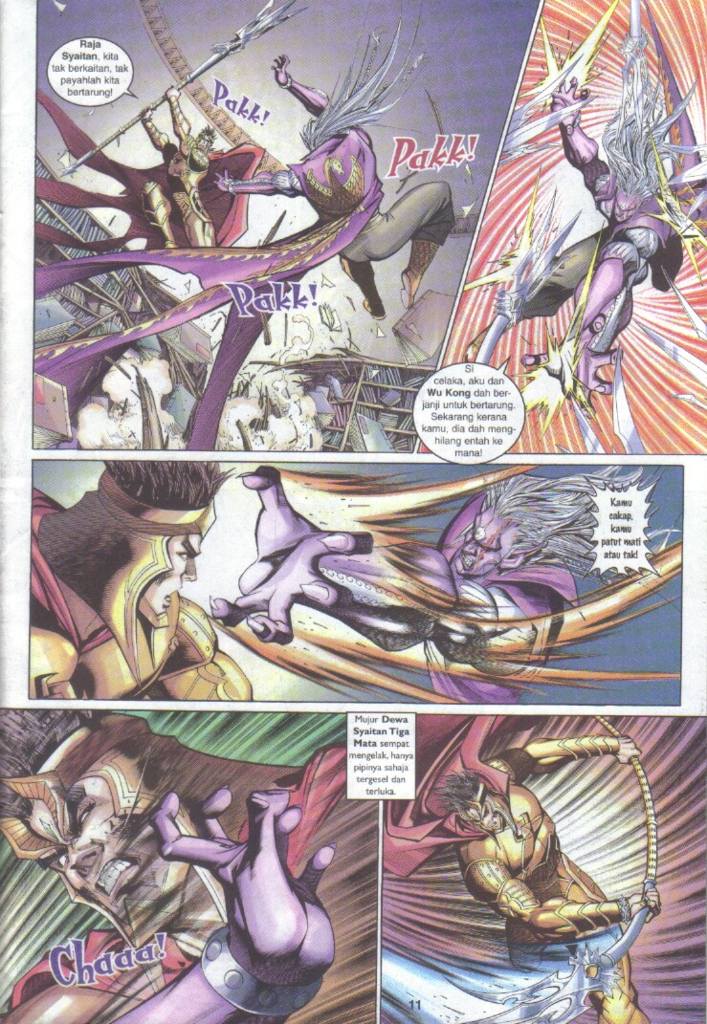 Raja
Syaitan, kita
tak berkaitan, tak
payahlah kita
bertarung!
Pakk!
Pakk!
Pakk!
Si
celaka, aku dan
Wu Kong dah ber-
janji untuk bertarung.
Sekarang kerana
kamu, dia dah meng-
hilang entah ke
mana!
Kamu
cakap,
kamu
patut mati
atau tak!
Mujur Dewa
Syaitan Tiga
Mata sempat
mengelak, hanya
pipinya sahaja
tergesel dan
terluka.
Chaaa!
11